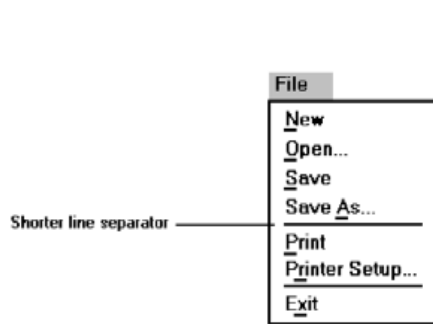 File
New
Open...
Save
Save As...
Shorter line separator
Print
Printer Setup...
Exit